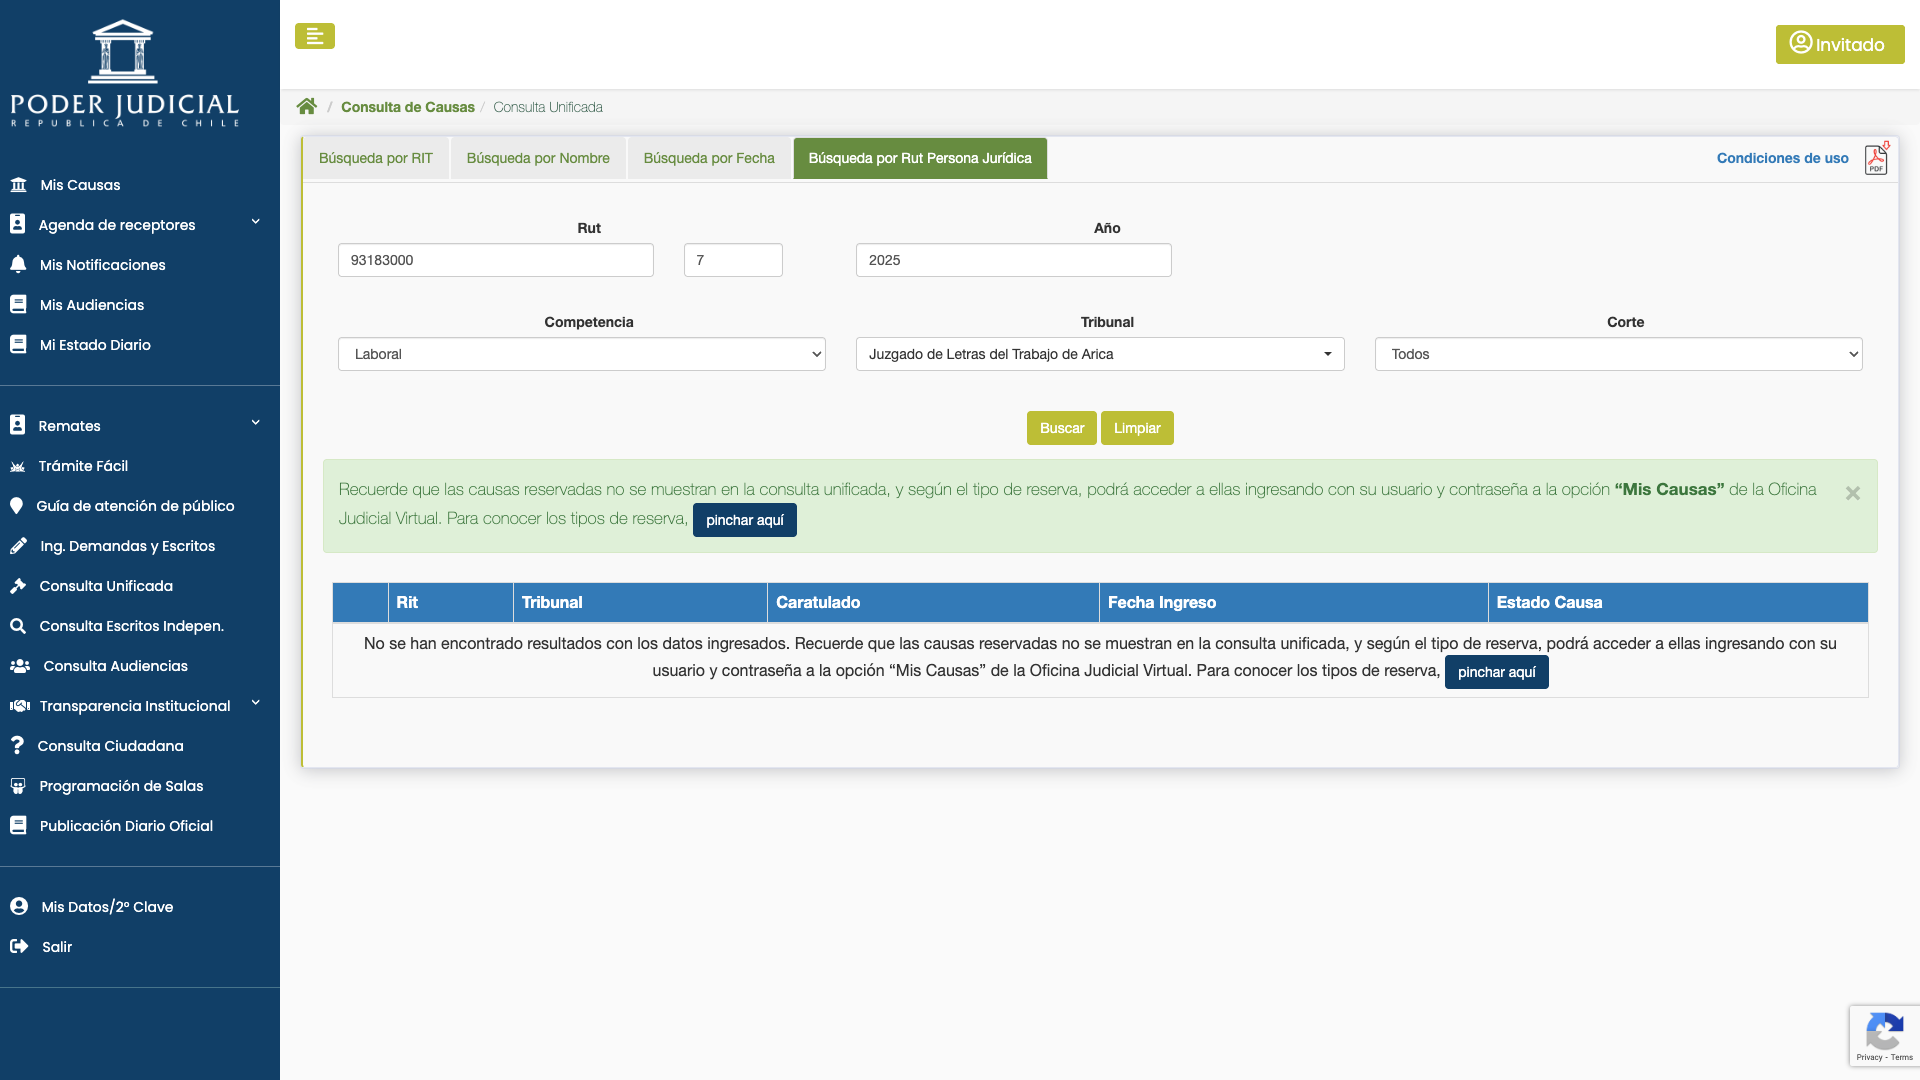 PODER JUDICIAL
REPUBLICA DE CHILE
Mis Causas
Agenda de receptores
Mis Notificaciones
Mis Audiencias
Mi Estado Diario
Remates
Trámite Fácil
Guía de atención de público
Ing. Demandas y Escritos
Consulta Unificada
Consulta Escritos Indepen.
Consulta Audiencias
Transparencia Institucional
Consulta Ciudadana
Programación de Salas
Publicación Diario Oficial
Mis Datos/2º Clave
Salir
Invitado
/ Consulta de Causas / Consulta Unificada
Búsqueda por RIT Búsqueda por Nombre Búsqueda por Fecha Búsqueda por Rut Persona Jurídica Condiciones de uso PDF
Rut Año
93183000 7 2025
Competencia Tribunal Corte
Laboral Juzgado de Letras del Trabajo de Arica Todos
Buscar Limpiar
Recuerde que las causas reservadas no se muestran en la consulta unificada, y según el tipo de reserva, podrá acceder a ellas ingresando con su usuario y contraseña a la opción “Mis Causas” de la Oficina
Judicial Virtual. Para conocer los tipos de reserva, pinchar aquí
×
Rit Tribunal Caratulado Fecha Ingreso Estado Causa
No se han encontrado resultados con los datos ingresados. Recuerde que las causas reservadas no se muestran en la consulta unificada, y según el tipo de reserva, podrá acceder a ellas ingresando con su
usuario y contraseña a la opción “Mis Causas” de la Oficina Judicial Virtual. Para conocer los tipos de reserva, pinchar aquí
Privacy - Terms